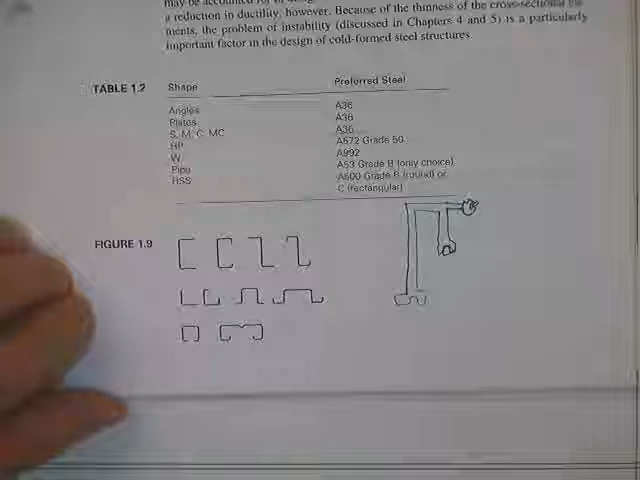 a reduction in ductility, however. Because of the thinness of the cross-sectional
ments, the problem of instability (discussed in Chapters 4 and 5) is a particularly
important factor in the design of cold-formed steel structures.
TABLE 1.2
Shape
Preferred Steel
Angles
A36
Plates
A36
S, M, C, MC
A36
HP
A572 Grade 50
W
A992
Pipe
A53 Grade B (only choice)
HSS
A500 Grade B (round) or
C (rectangular)
FIGURE 1.9